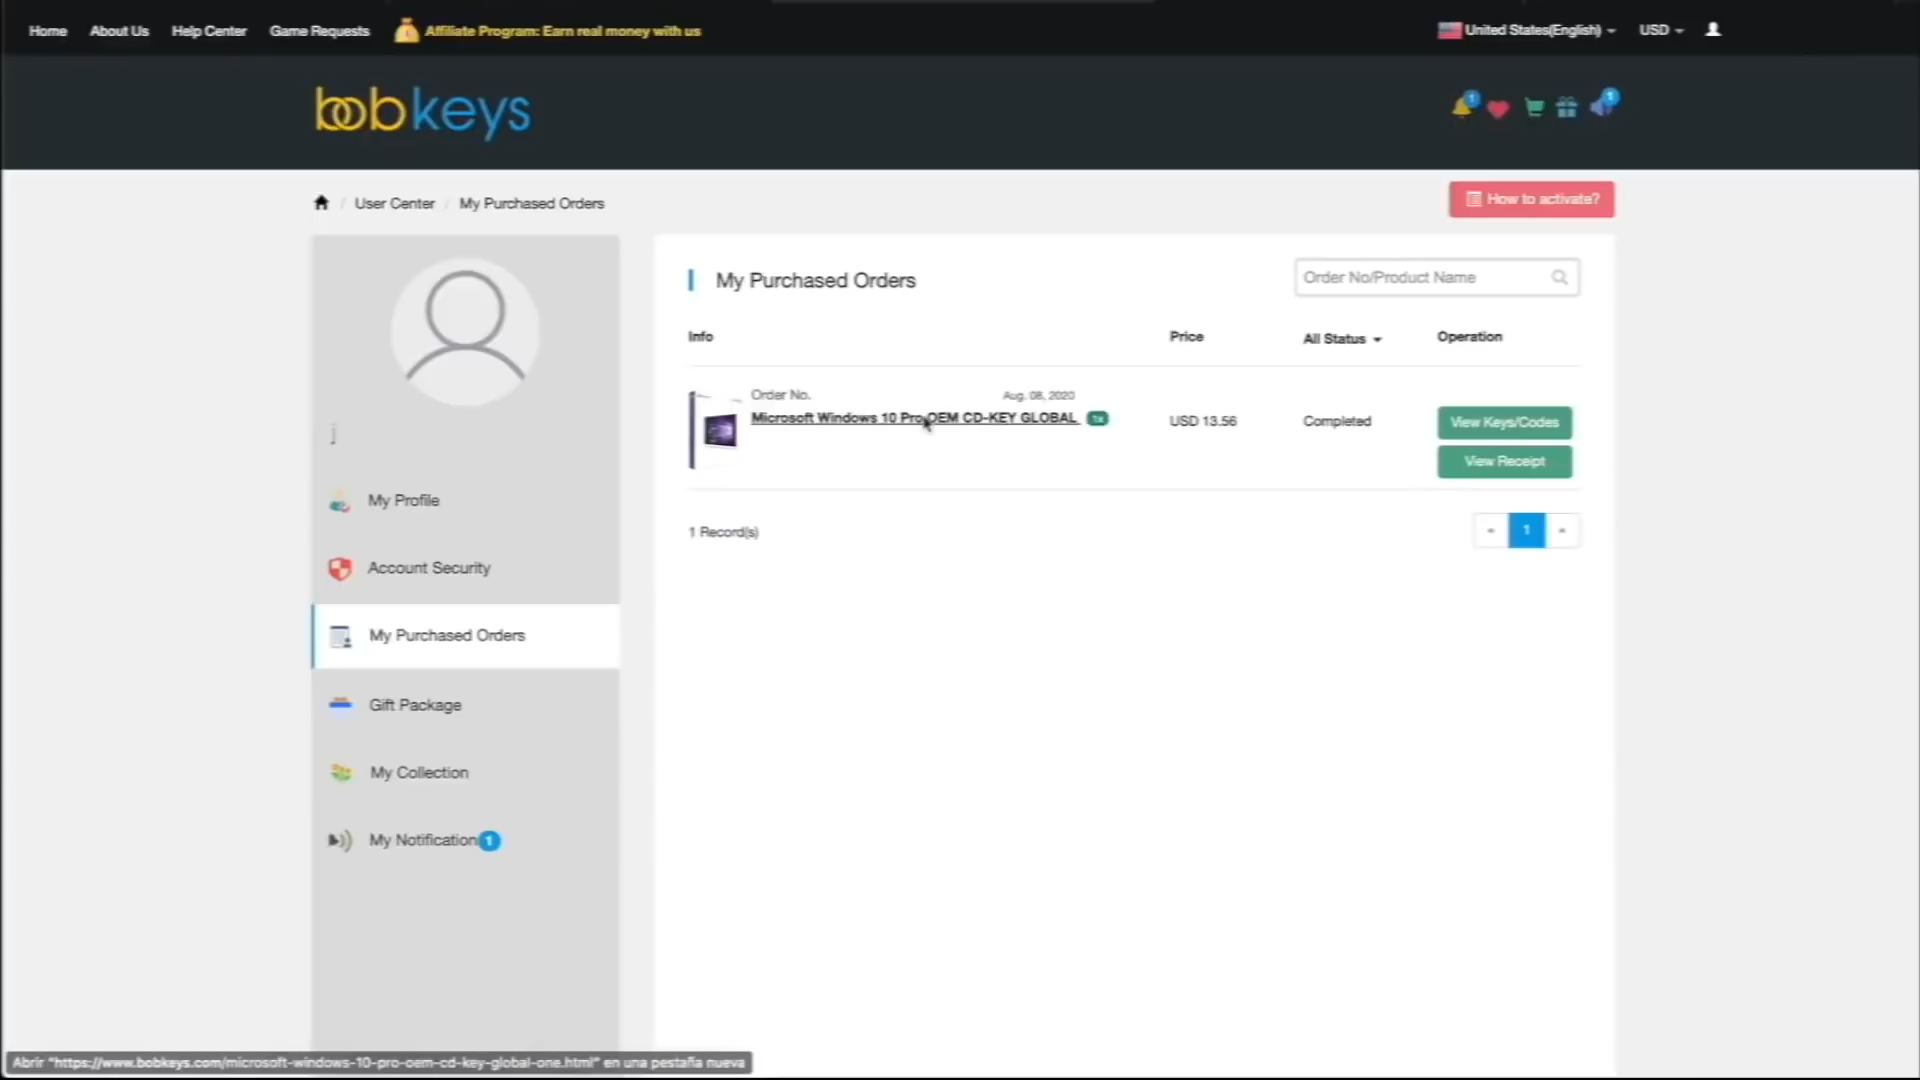 Home About Us Help Center Game Requests Affiliate Program: Earn real money with us United States(English) USD
bobkeys
1 1
User Center / My Purchased Orders
How to activate?
My Purchased Orders
Order No/Product Name
Info Price All Status Operation
Order No. Aug. 08, 2020
Microsoft Windows 10 Pro OEM CD-KEY GLOBAL 1x
USD 13.56 Completed View Keys/Codes
View Receipt
1 Record(s) « 1 »
j
My Profile
Account Security
My Purchased Orders
Gift Package
My Collection
My Notification 1
Abrir "https://www.bobkeys.com/microsoft-windows-10-pro-oem-cd-key-global-one.html" en una pestaña nueva